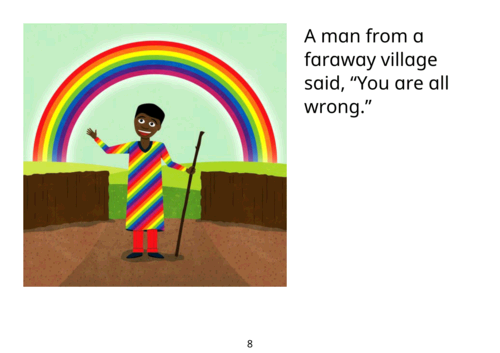 A man from a
faraway village
said, “You are all
wrong.”
8